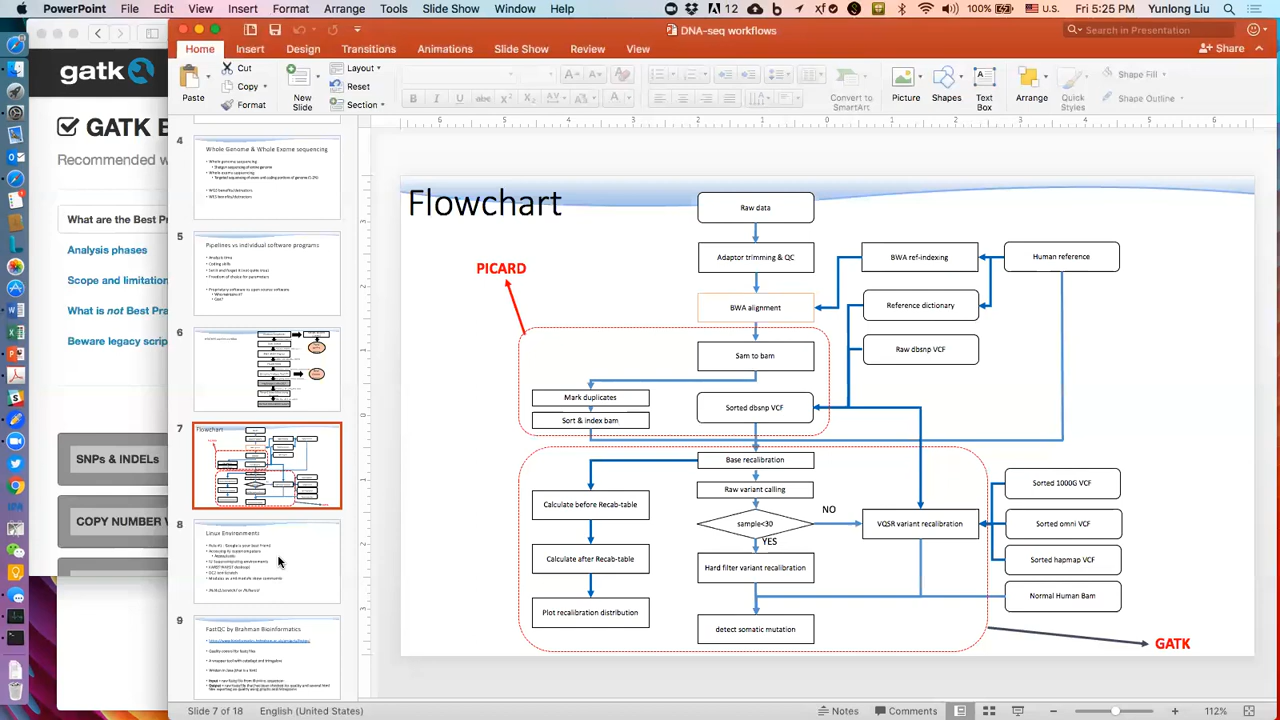 PowerPoint File Edit View Insert Format Arrange Tools Slide Show Window Help 12 100% Fri 5:25 PM Yunlong Liu
DNA-seq workflows
Search in Presentation
Home Insert Design Transitions Animations Slide Show Review View
Share
Paste
Cut
Copy
Format
New Slide
Layout
Reset
Section
Convert to SmartArt
Picture
Shapes
Text Box
Arrange
Quick Styles
Shape Fill
Shape Outline
gatk
GATK
Recommended w
What are the Best Pr
Analysis phases
Scope and limitation
What is not Best Pra
Beware legacy scrip
SNPs & INDELs
COPY NUMBER V
4
Whole Genome & Whole Exome sequencing
5
Pipelines vs individual software programs
6
7
Flowchart
8
Linux Environments
9
FastQC by Brahman Bioinformatics
Flowchart
Raw data
Adaptor trimming & QC
BWA ref-indexing
Human reference
PICARD
BWA alignment
Reference dictionary
Raw dbsnp VCF
Sam to bam
Mark duplicates
Sorted dbsnp VCF
Sort & index bam
Base recalibration
Raw variant calling
Sorted 1000G VCF
Calculate before Recab-table
sample<30
NO
VQSR variant recalibration
Sorted omni VCF
YES
Calculate after Recab-table
Hard filter variant recalibration
Sorted hapmap VCF
Normal Human Bam
Plot recalibration distribution
detect somatic mutation
GATK
Slide 7 of 18 English (United States)
Notes Comments 112%